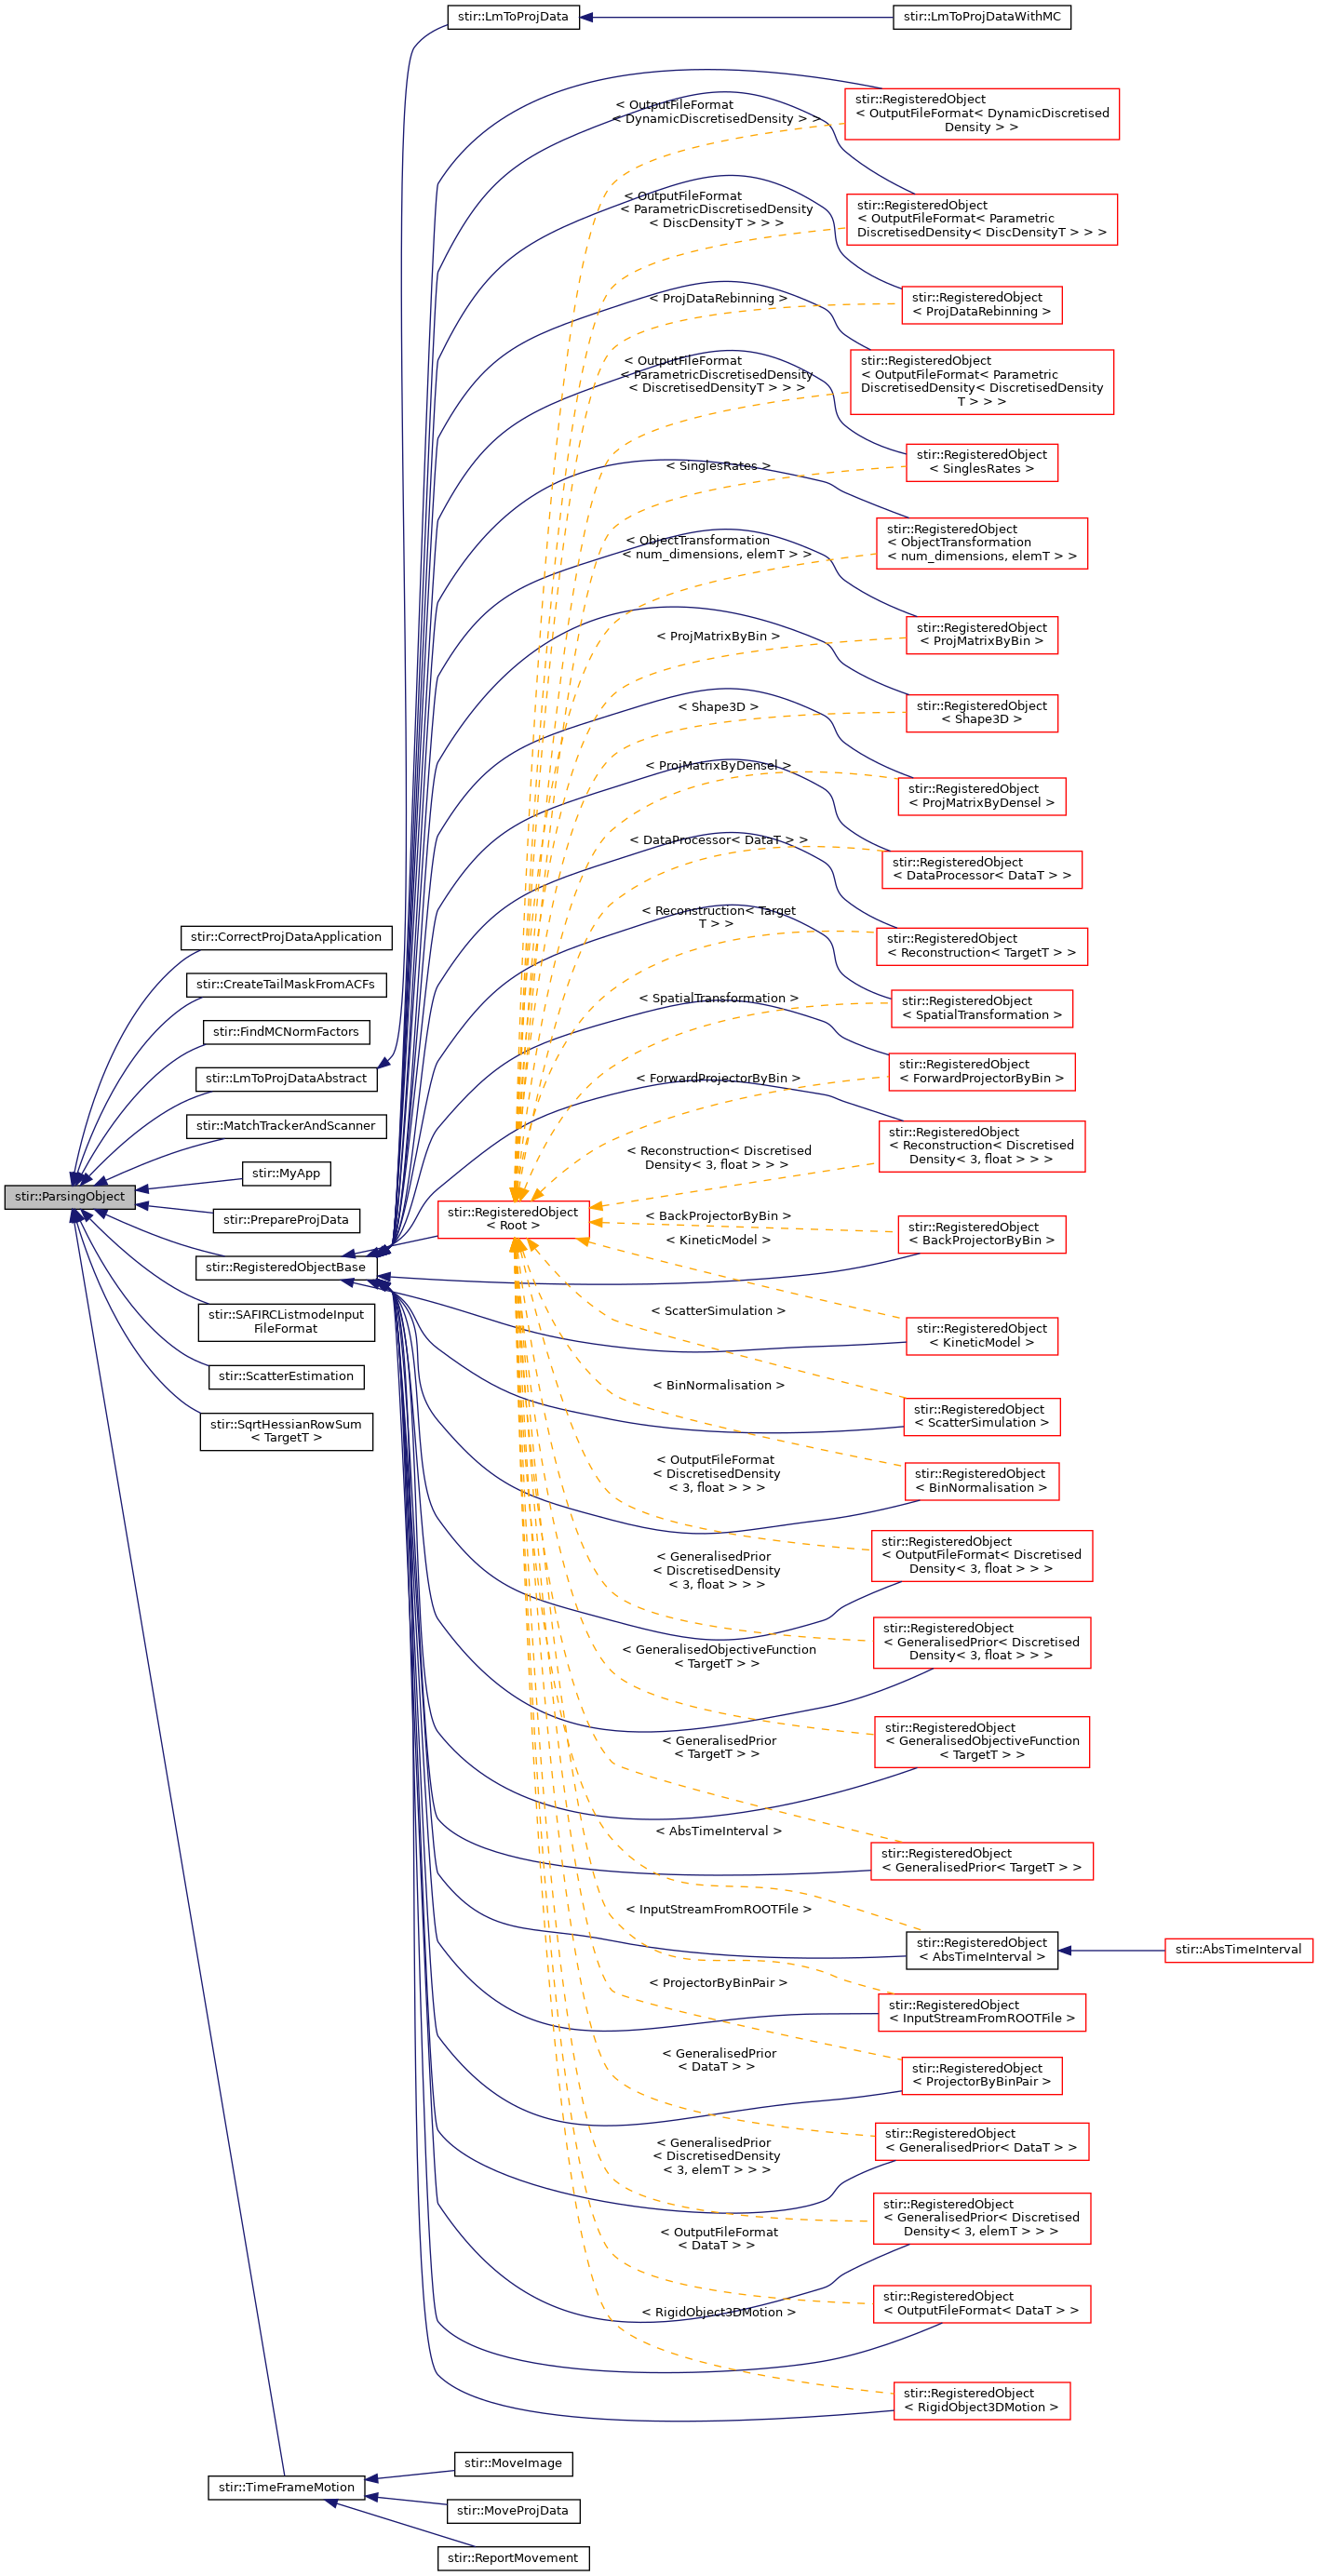 stir::LmToProjData
stir::LmToProjDataWithMC
stir::RegisteredObject
< OutputFileFormat< DynamicDiscretised
Density > >
< OutputFileFormat
< DynamicDiscretisedDensity > >
stir::RegisteredObject
< OutputFileFormat< Parametric
DiscretisedDensity< DiscDensityT > > >
< OutputFileFormat
< ParametricDiscretisedDensity
< DiscDensityT > > >
stir::RegisteredObject
< ProjDataRebinning >
< ProjDataRebinning >
stir::RegisteredObject
< OutputFileFormat< Parametric
DiscretisedDensity< DiscretisedDensity
T > > >
< OutputFileFormat
< ParametricDiscretisedDensity
< DiscretisedDensityT > > >
stir::RegisteredObject
< SinglesRates >
< SinglesRates >
stir::RegisteredObject
< ObjectTransformation
< num_dimensions, elemT > >
< ObjectTransformation
< num_dimensions, elemT > >
stir::RegisteredObject
< ProjMatrixByBin >
< ProjMatrixByBin >
stir::RegisteredObject
< Shape3D >
< Shape3D >
stir::RegisteredObject
< ProjMatrixByDensel >
< ProjMatrixByDensel >
stir::RegisteredObject
< DataProcessor< DataT > >
< DataProcessor< DataT > >
stir::RegisteredObject
< Reconstruction< TargetT > >
< Reconstruction< Target
T > >
stir::RegisteredObject
< SpatialTransformation >
< SpatialTransformation >
stir::RegisteredObject
< ForwardProjectorByBin >
< ForwardProjectorByBin >
stir::RegisteredObject
< Reconstruction< Discretised
Density< 3, float > > >
< Reconstruction< Discretised
Density< 3, float > > >
stir::CorrectProjDataApplication
stir::CreateTailMaskFromACFs
stir::FindMCNormFactors
stir::LmToProjDataAbstract
stir::MatchTrackerAndScanner
stir::MyApp
stir::ParsingObject
stir::PrepareProjData
stir::RegisteredObject
< Root >
stir::RegisteredObjectBase
stir::SAFIRCListmodeInput
FileFormat
stir::ScatterEstimation
stir::SqrtHessianRowSum
< TargetT >
< BackProjectorByBin >
stir::RegisteredObject
< BackProjectorByBin >
< KineticModel >
stir::RegisteredObject
< KineticModel >
< ScatterSimulation >
stir::RegisteredObject
< ScatterSimulation >
< BinNormalisation >
stir::RegisteredObject
< BinNormalisation >
< OutputFileFormat
< DiscretisedDensity
< 3, float > > >
stir::RegisteredObject
< OutputFileFormat< Discretised
Density< 3, float > > >
< GeneralisedPrior
< DiscretisedDensity
< 3, float > > >
stir::RegisteredObject
< GeneralisedPrior< Discretised
Density< 3, float > > >
< GeneralisedObjectiveFunction
< TargetT > >
stir::RegisteredObject
< GeneralisedObjectiveFunction
< TargetT > >
< GeneralisedPrior
< TargetT > >
stir::RegisteredObject
< GeneralisedPrior< TargetT > >
< AbsTimeInterval >
stir::RegisteredObject
< AbsTimeInterval >
stir::AbsTimeInterval
< InputStreamFromROOTFile >
stir::RegisteredObject
< InputStreamFromROOTFile >
< ProjectorByBinPair >
stir::RegisteredObject
< ProjectorByBinPair >
< GeneralisedPrior
< DataT > >
stir::RegisteredObject
< GeneralisedPrior< DataT > >
< GeneralisedPrior
< DiscretisedDensity
< 3, elemT > > >
stir::RegisteredObject
< GeneralisedPrior< Discretised
Density< 3, elemT > > >
< OutputFileFormat
< DataT > >
stir::RegisteredObject
< OutputFileFormat< DataT > >
< RigidObject3DMotion >
stir::RegisteredObject
< RigidObject3DMotion >
stir::MoveImage
stir::TimeFrameMotion
stir::MoveProjData
stir::ReportMovement